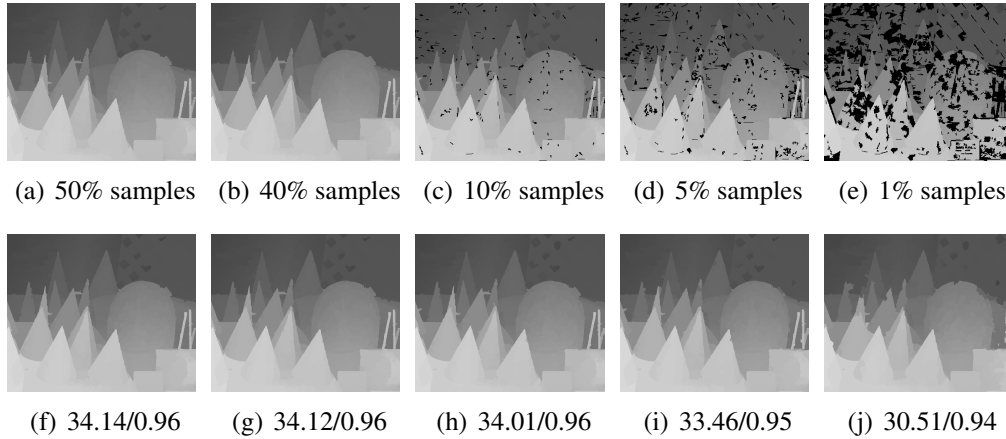 (a) 50% samples
(b) 40% samples
(c) 10% samples
(d) 5% samples
(e) 1% samples
(f) 34.14/0.96
(g) 34.12/0.96
(h) 34.01/0.96
(i) 33.46/0.95
(j) 30.51/0.94